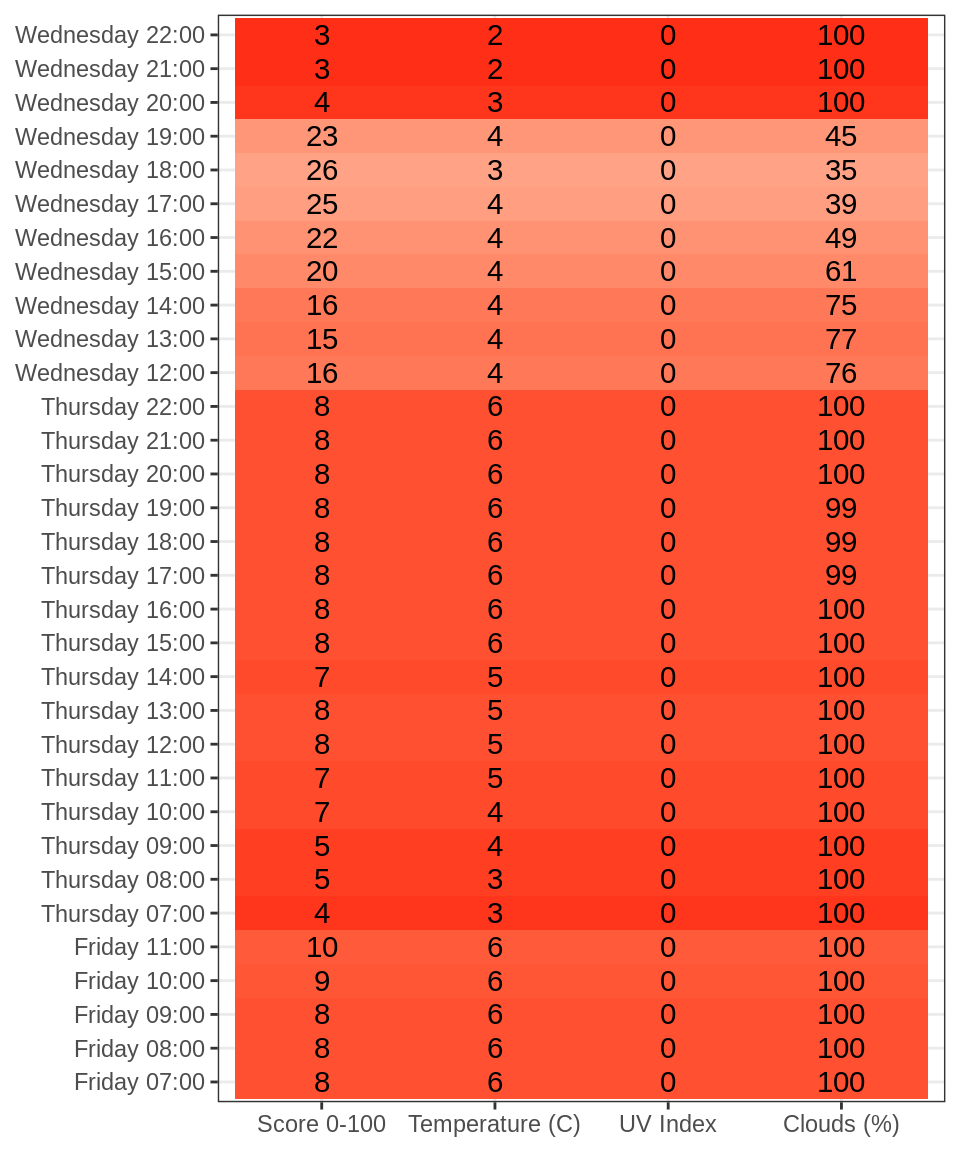 Wednesday 22:00 3 2 0 100
Wednesday 21:00 3 2 0 100
Wednesday 20:00 4 3 0 100
Wednesday 19:00 23 4 0 45
Wednesday 18:00 26 3 0 35
Wednesday 17:00 25 4 0 39
Wednesday 16:00 22 4 0 49
Wednesday 15:00 20 4 0 61
Wednesday 14:00 16 4 0 75
Wednesday 13:00 15 4 0 77
Wednesday 12:00 16 4 0 76
Thursday 22:00 8 6 0 100
Thursday 21:00 8 6 0 100
Thursday 20:00 8 6 0 100
Thursday 19:00 8 6 0 99
Thursday 18:00 8 6 0 99
Thursday 17:00 8 6 0 99
Thursday 16:00 8 6 0 100
Thursday 15:00 8 6 0 100
Thursday 14:00 7 5 0 100
Thursday 13:00 8 5 0 100
Thursday 12:00 8 5 0 100
Thursday 11:00 7 5 0 100
Thursday 10:00 7 4 0 100
Thursday 09:00 5 4 0 100
Thursday 08:00 5 3 0 100
Thursday 07:00 4 3 0 100
Friday 11:00 10 6 0 100
Friday 10:00 9 6 0 100
Friday 09:00 8 6 0 100
Friday 08:00 8 6 0 100
Friday 07:00 8 6 0 100
Score 0-100 Temperature (C) UV Index Clouds (%)